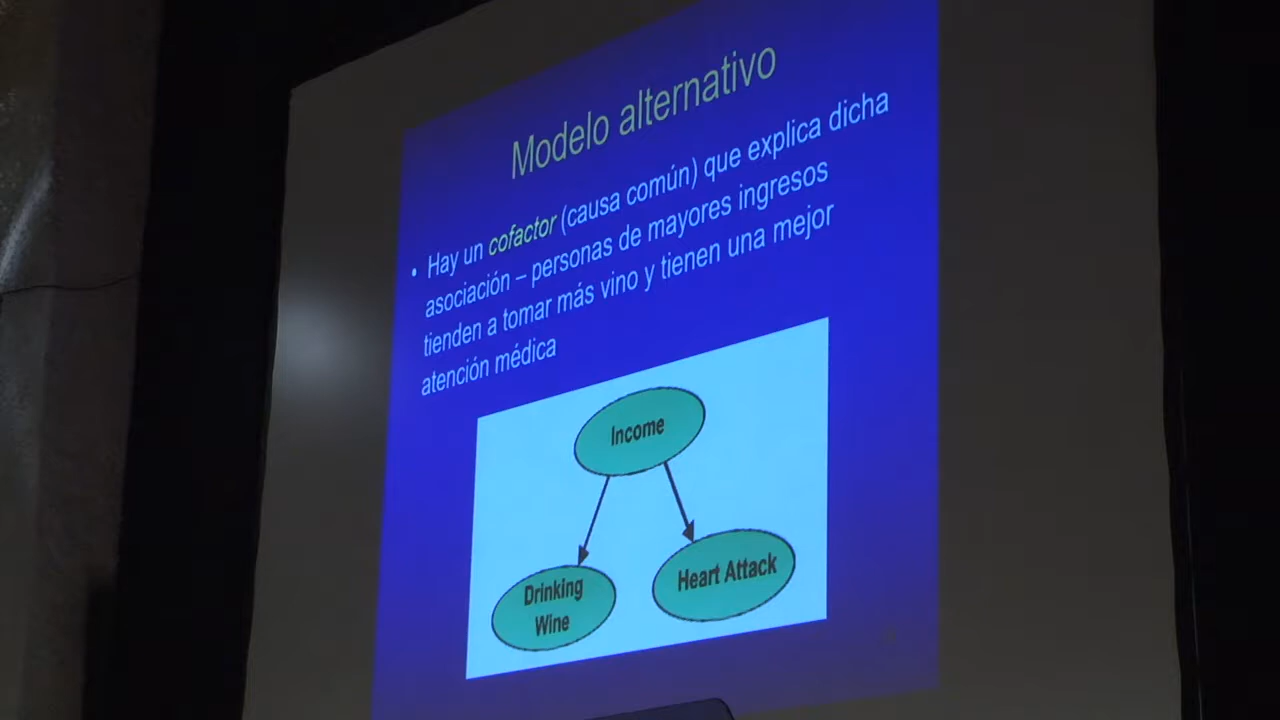 Modelo alternativo
• Hay un cofactor (causa común) que explica dicha
asociación – personas de mayores ingresos
tienden a tomar más vino y tienen una mejor
atención médica
Income
Drinking
Wine
Heart Attack